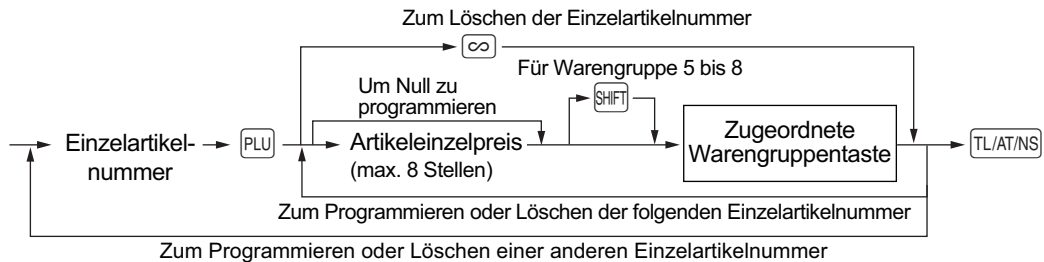 Zum Löschen der Einzelartikelnummer
∞
Für Warengruppe 5 bis 8
Um Null zu
programmieren
SHIFT
Einzelartikel-
nummer
PLU
Artikeleinzelpreis
(max. 8 Stellen)
Zugeordnete
Warengruppentaste
TL/AT/NS
Zum Programmieren oder Löschen der folgenden Einzelartikelnummer
Zum Programmieren oder Löschen einer anderen Einzelartikelnummer